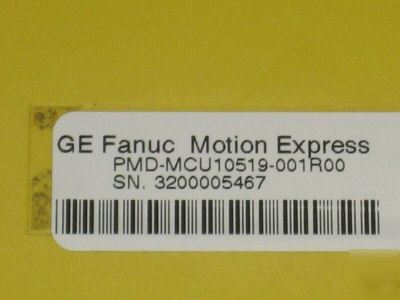 GE Fanuc Motion Express
PMD-MCU10519-001R00
SN. 3200005467